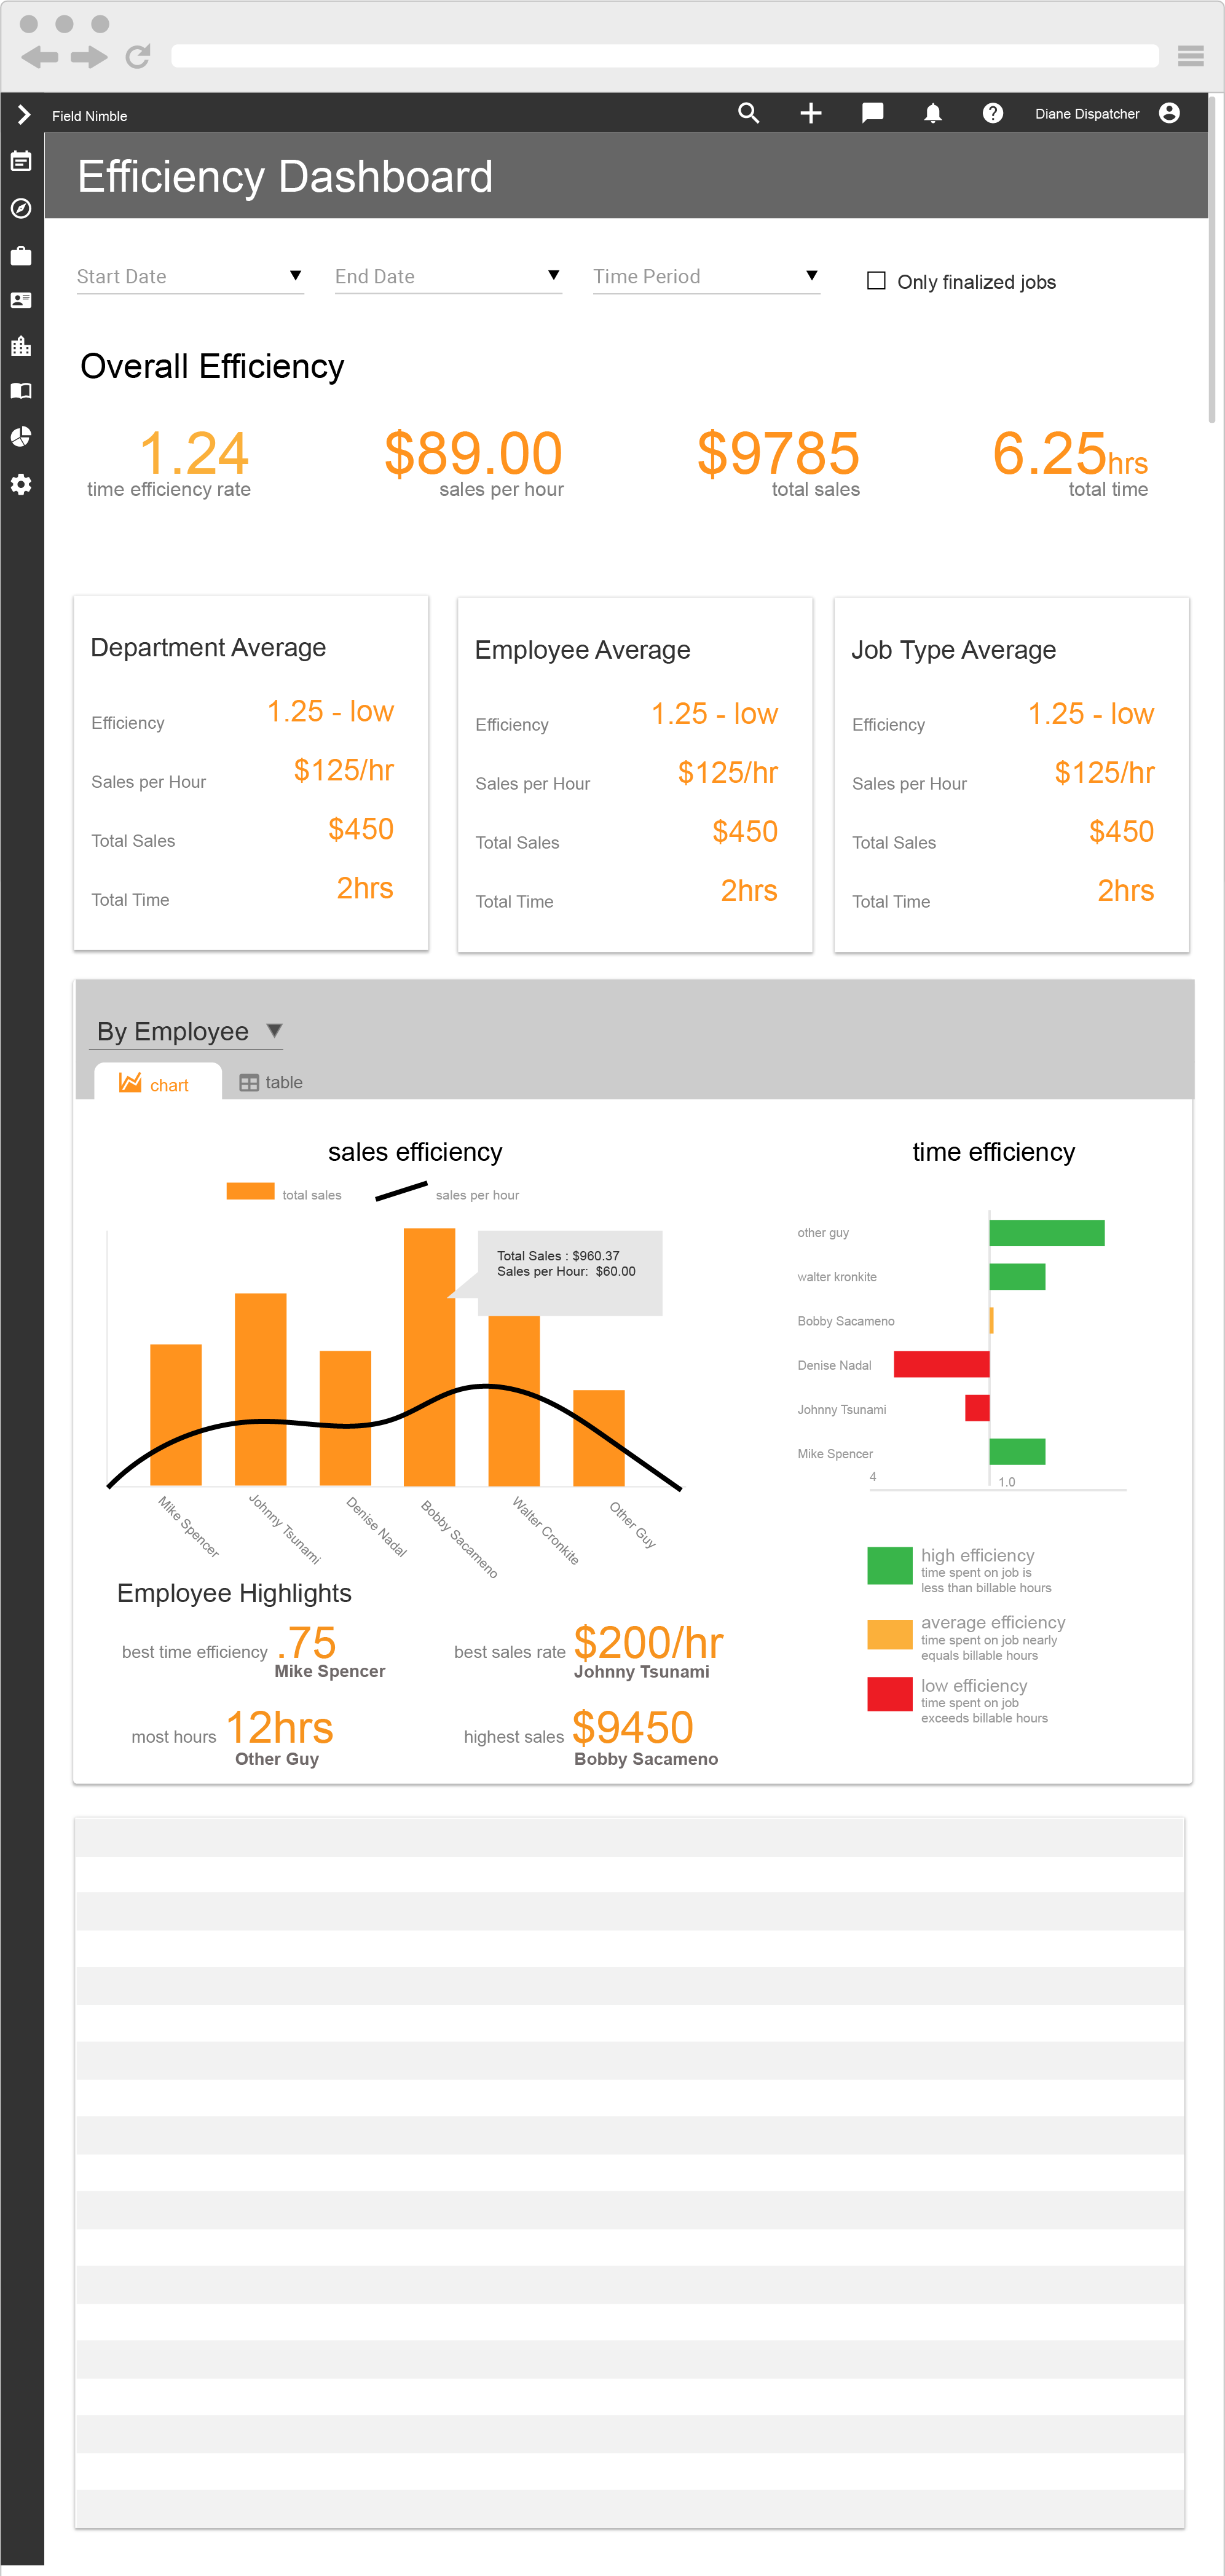 Field Nimble
Diane Dispatcher
Efficiency Dashboard
Start Date
End Date
Time Period
Only finalized jobs
Overall Efficiency
1.24
time efficiency rate
$89.00
sales per hour
$9785
total sales
6.25hrs
total time
Department Average
Efficiency 1.25 - low
Sales per Hour $125/hr
Total Sales $450
Total Time 2hrs
Employee Average
Efficiency 1.25 - low
Sales per Hour $125/hr
Total Sales $450
Total Time 2hrs
Job Type Average
Efficiency 1.25 - low
Sales per Hour $125/hr
Total Sales $450
Total Time 2hrs
By Employee
chart
table
sales efficiency
total sales
sales per hour
Total Sales : $960.37
Sales per Hour: $60.00
Mike Spencer
Johnny Tsunami
Denise Nadal
Bobby Sacameno
Walter Cronkite
Other Guy
time efficiency
other guy
walter kronkite
Bobby Sacameno
Denise Nadal
Johnny Tsunami
Mike Spencer
4
1.0
high efficiency
time spent on job is
less than billable hours
average efficiency
time spent on job nearly
equals billable hours
low efficiency
time spent on job
exceeds billable hours
Employee Highlights
best time efficiency .75
Mike Spencer
best sales rate $200/hr
Johnny Tsunami
most hours 12hrs
Other Guy
highest sales $9450
Bobby Sacameno